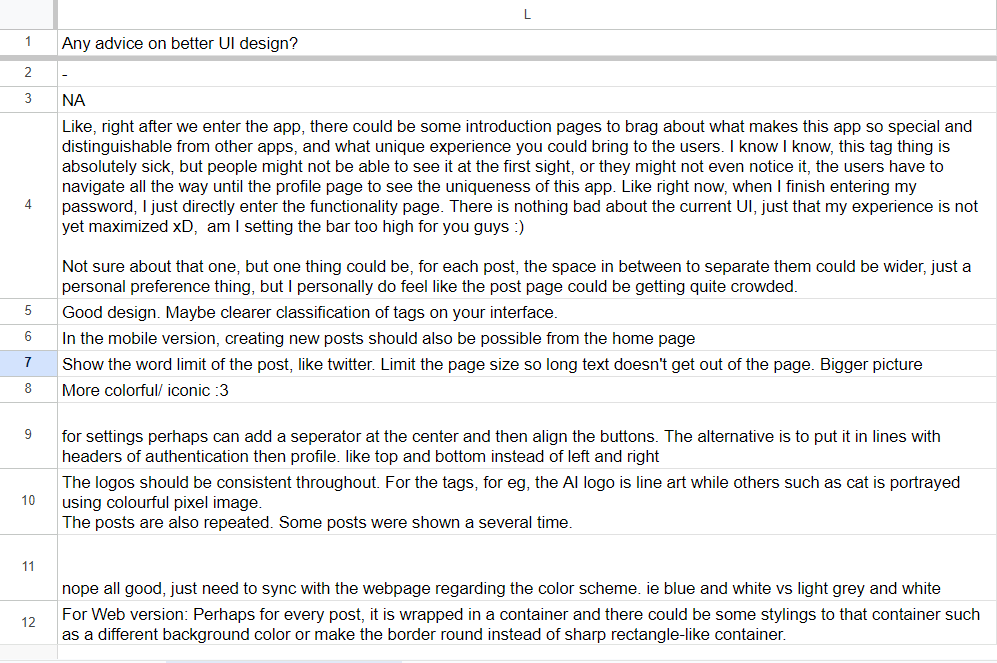 L
1 Any advice on better UI design?
2 -
3 NA
4 Like, right after we enter the app, there could be some introduction pages to brag about what makes this app so special and
distinguishable from other apps, and what unique experience you could bring to the users. I know I know, this tag thing is
absolutely sick, but people might not be able to see it at the first sight, or they might not even notice it, the users have to
navigate all the way until the profile page to see the uniqueness of this app. Like right now, when I finish entering my
password, I just directly enter the functionality page. There is nothing bad about the current UI, just that my experience is not
yet maximized xD,  am I setting the bar too high for you guys :)
Not sure about that one, but one thing could be, for each post, the space in between to separate them could be wider, just a
personal preference thing, but I personally do feel like the post page could be getting quite crowded.
5 Good design. Maybe clearer classification of tags on your interface.
6 In the mobile version, creating new posts should also be possible from the home page
7 Show the word limit of the post, like twitter. Limit the page size so long text doesn't get out of the page. Bigger picture
8 More colorful/ iconic :3
9 for settings perhaps can add a seperator at the center and then align the buttons. The alternative is to put it in lines with
headers of authentication then profile. like top and bottom instead of left and right
10 The logos should be consistent throughout. For the tags, for eg, the AI logo is line art while others such as cat is portrayed
using colourful pixel image.
The posts are also repeated. Some posts were shown a several time.
11 nope all good, just need to sync with the webpage regarding the color scheme. ie blue and white vs light grey and white
12 For Web version: Perhaps for every post, it is wrapped in a container and there could be some stylings to that container such
as a different background color or make the border round instead of sharp rectangle-like container.